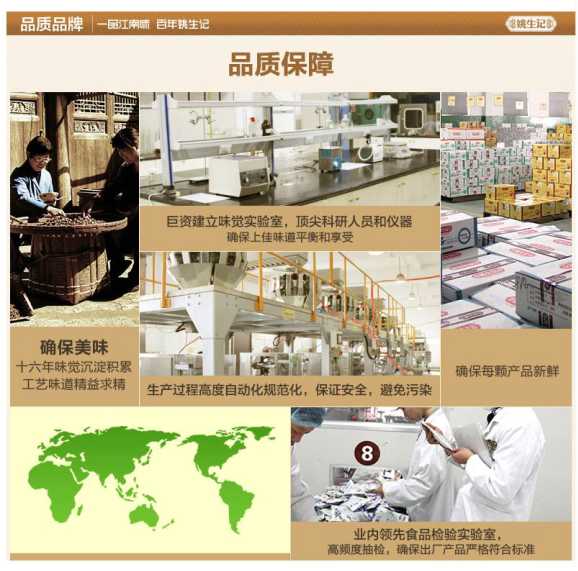 品质品牌
一品江南味 百年姚生记
姚生记
品质保障
巨资建立味觉实验室，顶尖科研人员和仪器
确保上佳味道平衡和享受
确保美味
十六年味觉沉淀积累
工艺味道精益求精
生产过程高度自动化规范化，保证安全，避免污染
确保每颗产品新鲜
8
业内领先食品检验实验室，
高频度抽检，确保出厂产品严格符合标准